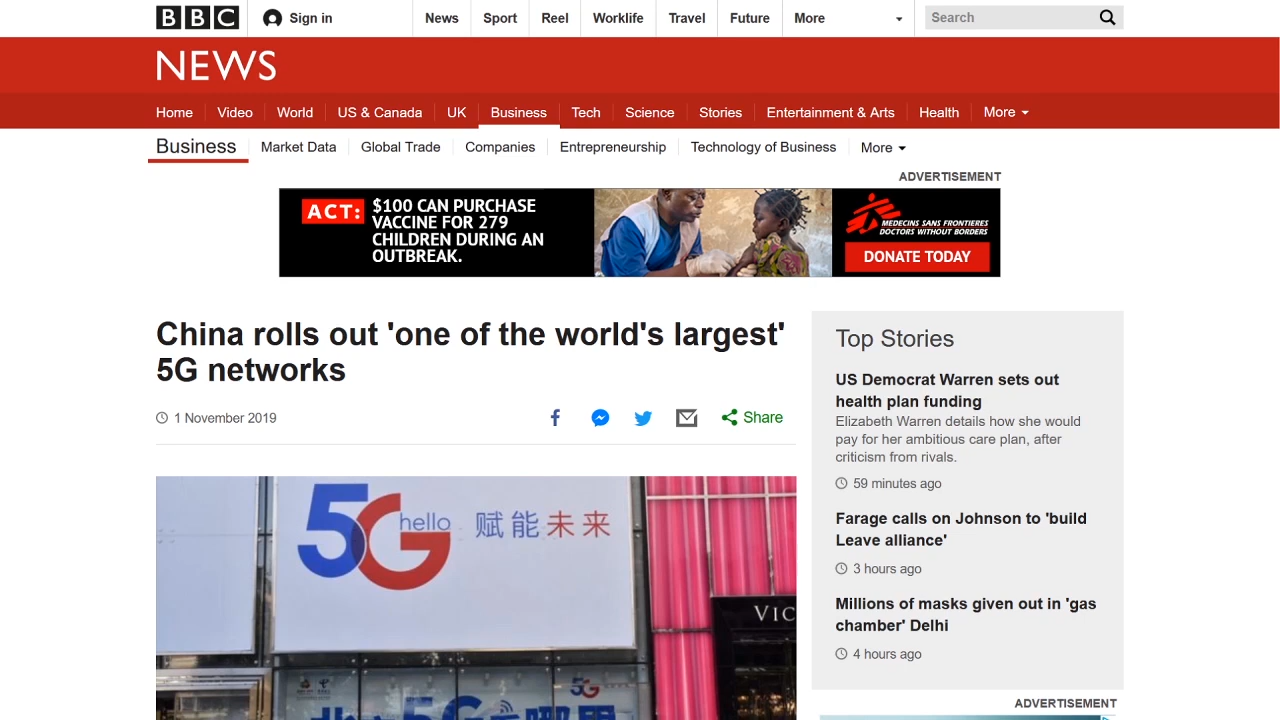 BBC
Sign in
News
Sport
Reel
Worklife
Travel
Future
More
Search
NEWS
Home
Video
World
US & Canada
UK
Business
Tech
Science
Stories
Entertainment & Arts
Health
More
Business
Market Data
Global Trade
Companies
Entrepreneurship
Technology of Business
More
ADVERTISEMENT
ACT:
$100 CAN PURCHASE
VACCINE FOR 279
CHILDREN DURING AN
OUTBREAK.
MEDECINS SANS FRONTIERES
DOCTORS WITHOUT BORDERS
DONATE TODAY
China rolls out 'one of the world's largest'
5G networks
1 November 2019
Share
5G hello 赋能未来
VIC
5G
Top Stories
US Democrat Warren sets out
health plan funding
Elizabeth Warren details how she would
pay for her ambitious care plan, after
criticism from rivals.
59 minutes ago
Farage calls on Johnson to 'build
Leave alliance'
3 hours ago
Millions of masks given out in 'gas
chamber' Delhi
4 hours ago
ADVERTISEMENT